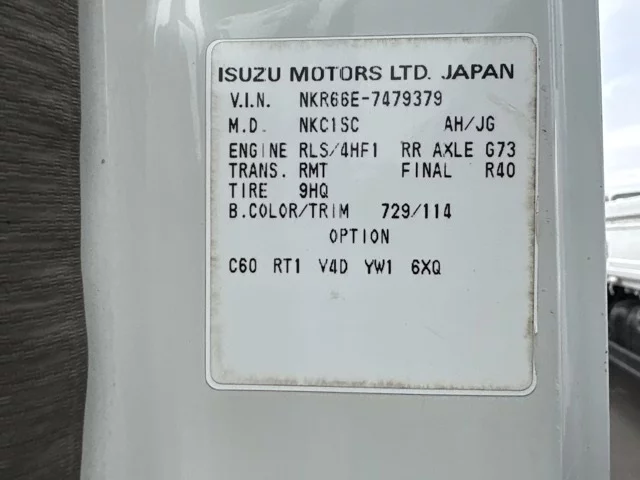 ISUZU MOTORS LTD. JAPAN
V.I.N. NKR66E-7479379
M.D. NKC1SC AH/JG
ENGINE RLS/4HF1 RR AXLE G73
TRANS. RMT FINAL R40
TIRE 9HQ
B.COLOR/TRIM 729/114
OPTION
C60 RT1 V4D YW1 6XQ